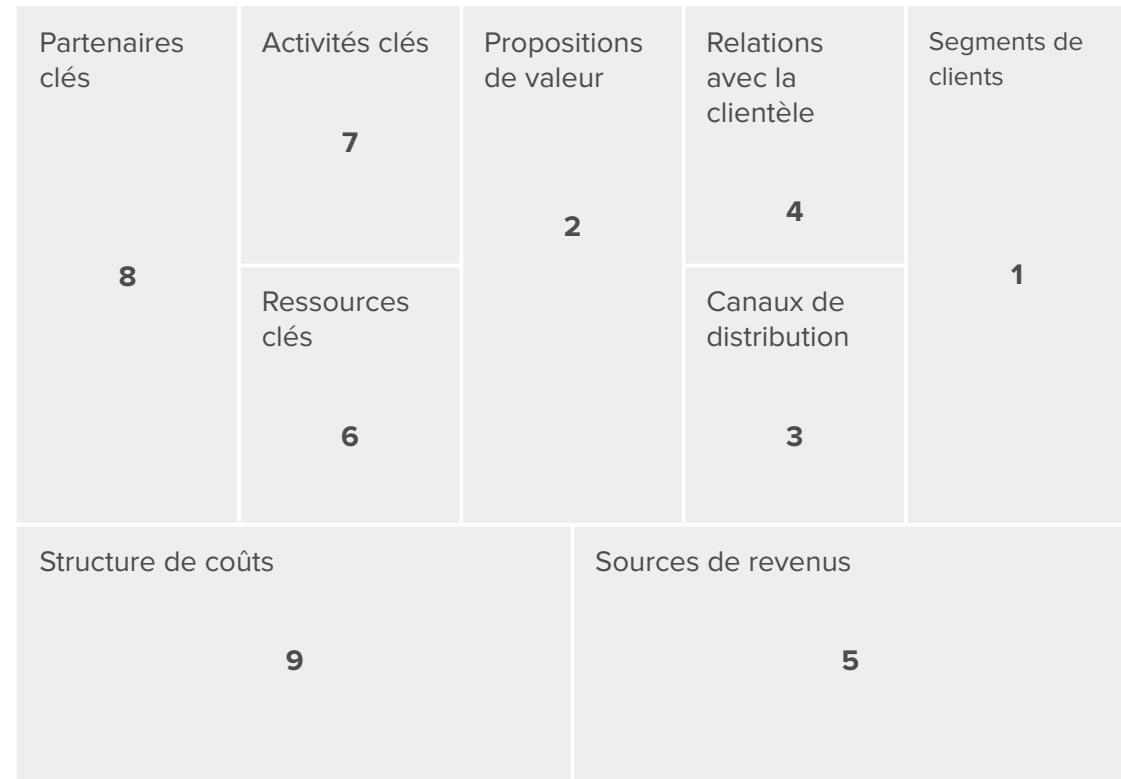 Partenaires
clés
8
Activités clés
7
Ressources
clés
6
Propositions
de valeur
2
Relations
avec la
clientèle
4
Canaux de
distribution
3
Segments de
clients
1
Structure de coûts
9
Sources de revenus
5